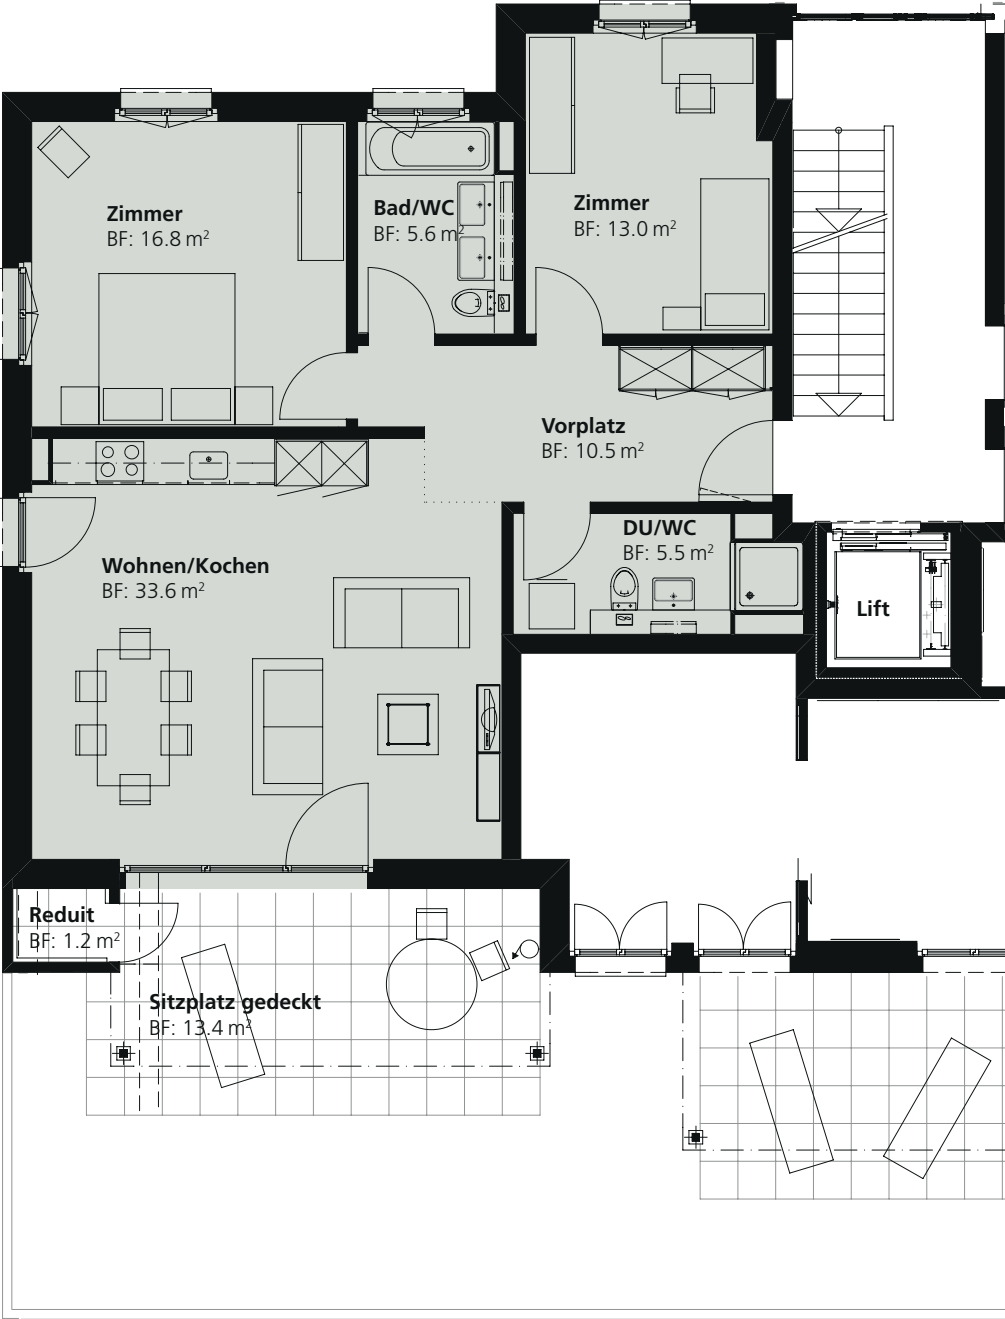 Zimmer
BF: 16.8 m²
Bad/WC
BF: 5.6 m²
Zimmer
BF: 13.0 m²
Vorplatz
BF: 10.5 m²
DU/WC
BF: 5.5 m²
Wohnen/Kochen
BF: 33.6 m²
Lift
Reduit
BF: 1.2 m²
Sitzplatz gedeckt
BF: 13.4 m²